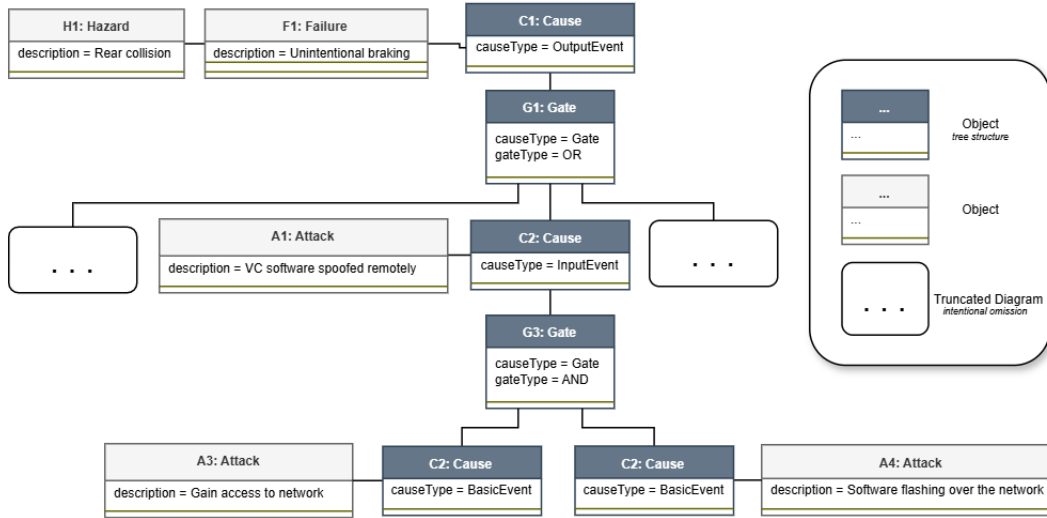 H1: Hazard
description = Rear collision
F1: Failure
description = Unintentional braking
C1: Cause
causeType = OutputEvent
G1: Gate
causeType = Gate
gateType = OR
...
...
Object
tree structure
...
...
Object
. . .
Truncated Diagram
intentional omission
. . .
A1: Attack
description = VC software spoofed remotely
C2: Cause
causeType = InputEvent
. . .
G3: Gate
causeType = Gate
gateType = AND
A3: Attack
description = Gain access to network
C2: Cause
causeType = BasicEvent
C2: Cause
causeType = BasicEvent
A4: Attack
description = Software flashing over the network